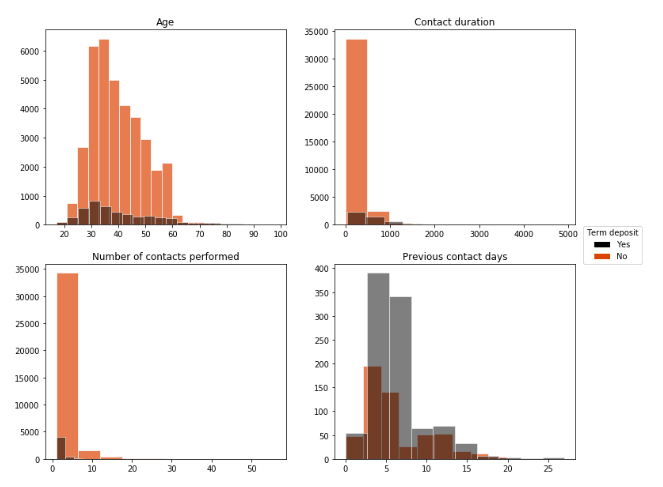 Age
6000
5000
4000
3000
2000
1000
0
20 30 40 50 60 70 80 90 100
Contact duration
35000
30000
25000
20000
15000
10000
5000
0
0 1000 2000 3000 4000 5000
Term deposit
Yes
No
Number of contacts performed
35000
30000
25000
20000
15000
10000
5000
0
0 10 20 30 40 50
Previous contact days
400
350
300
250
200
150
100
50
0
0 5 10 15 20 25